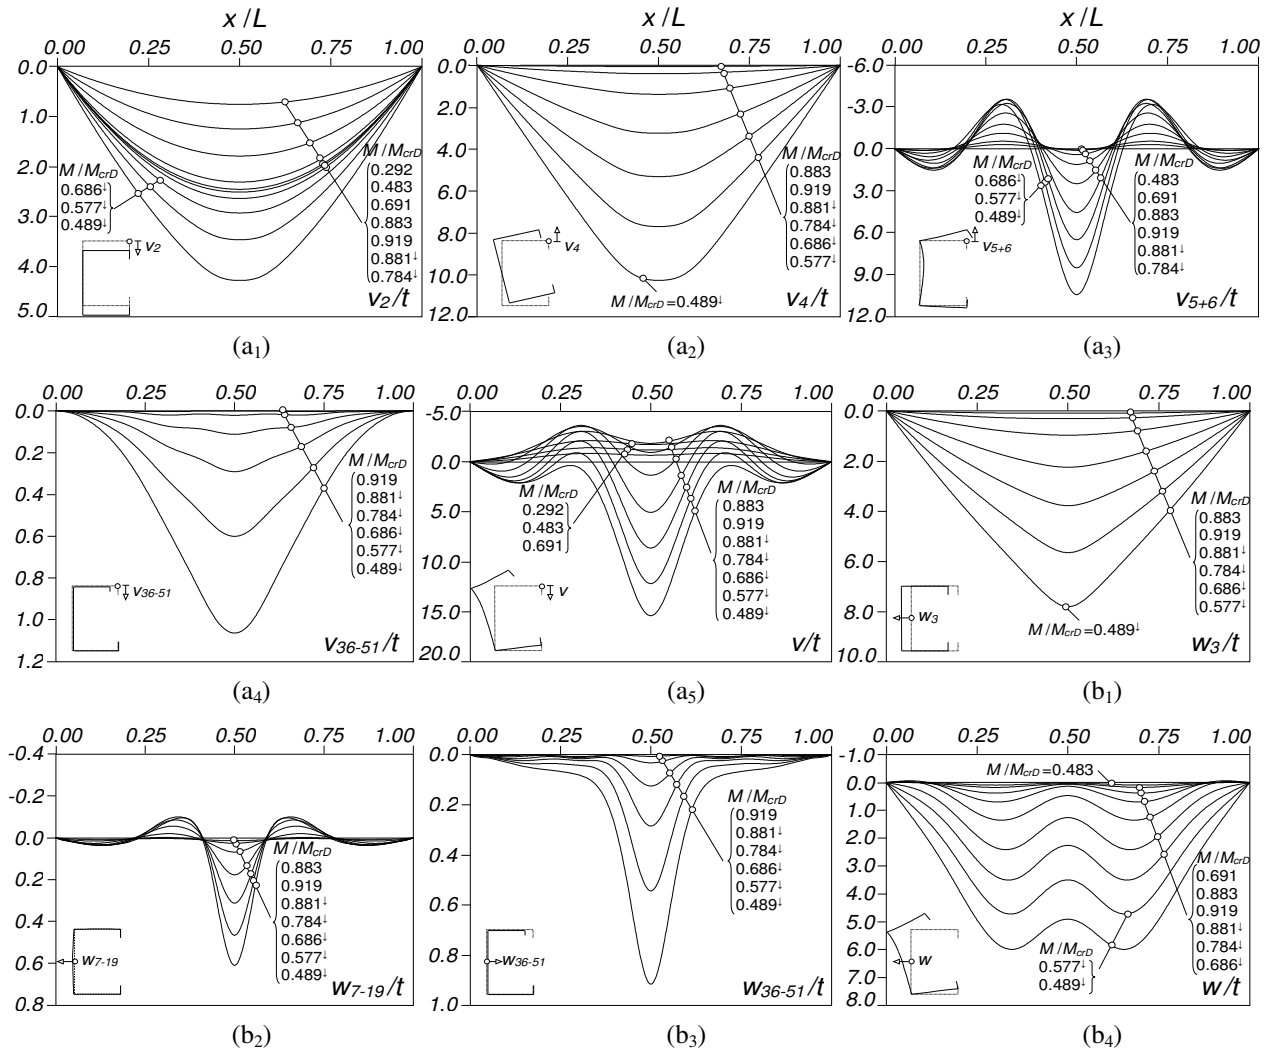 x/L x/L x/L
0.00 0.25 0.50 0.75 1.00
0.0
1.0
2.0
3.0
4.0
5.0
M/McrD
0.686↓
0.577↓
0.489↓
M/McrD
0.292
0.483
0.691
0.883
0.919
0.881↓
0.784↓
v2
v2/t
(a1)
0.00 0.25 0.50 0.75 1.00
0.0
2.0
4.0
6.0
8.0
10.0
12.0
M/McrD
0.883
0.919
0.881↓
0.784↓
0.686↓
0.577↓
v4
M/McrD=0.489↓
v4/t
(a2)
0.00 0.25 0.50 0.75 1.00
-6.0
-3.0
0.0
3.0
6.0
9.0
12.0
M/McrD
0.686↓
0.577↓
0.489↓
M/McrD
0.483
0.691
0.883
0.919
0.881↓
0.784↓
v5+6
v5+6/t
(a3)
0.00 0.25 0.50 0.75 1.00
0.0
0.2
0.4
0.6
0.8
1.0
1.2
M/McrD
0.919
0.881↓
0.784↓
0.686↓
0.577↓
0.489↓
v36-51
v36-51/t
(a4)
0.00 0.25 0.50 0.75 1.00
-5.0
0.0
5.0
10.0
15.0
20.0
M/McrD
0.292
0.483
0.691
M/McrD
0.883
0.919
0.881↓
0.784↓
0.686↓
0.577↓
0.489↓
v
v/t
(a5)
0.00 0.25 0.50 0.75 1.00
0.0
2.0
4.0
6.0
8.0
10.0
M/McrD
0.883
0.919
0.881↓
0.784↓
0.686↓
0.577↓
w3
M/McrD=0.489↓
w3/t
(b1)
0.00 0.25 0.50 0.75 1.00
-0.4
-0.2
0.0
0.2
0.4
0.6
0.8
M/McrD
0.883
0.919
0.881↓
0.784↓
0.686↓
0.577↓
0.489↓
w7-19
w7-19/t
(b2)
0.00 0.25 0.50 0.75 1.00
0.0
0.2
0.4
0.6
0.8
1.0
M/McrD
0.919
0.881↓
0.784↓
0.686↓
0.577↓
0.489↓
w36-51
w36-51/t
(b3)
0.00 0.25 0.50 0.75 1.00
-1.0
0.0
1.0
2.0
3.0
4.0
5.0
6.0
7.0
8.0
M/McrD=0.483
M/McrD
0.691
0.883
0.919
0.881↓
0.784↓
0.686↓
M/McrD
0.577↓
0.489↓
w
w/t
(b4)